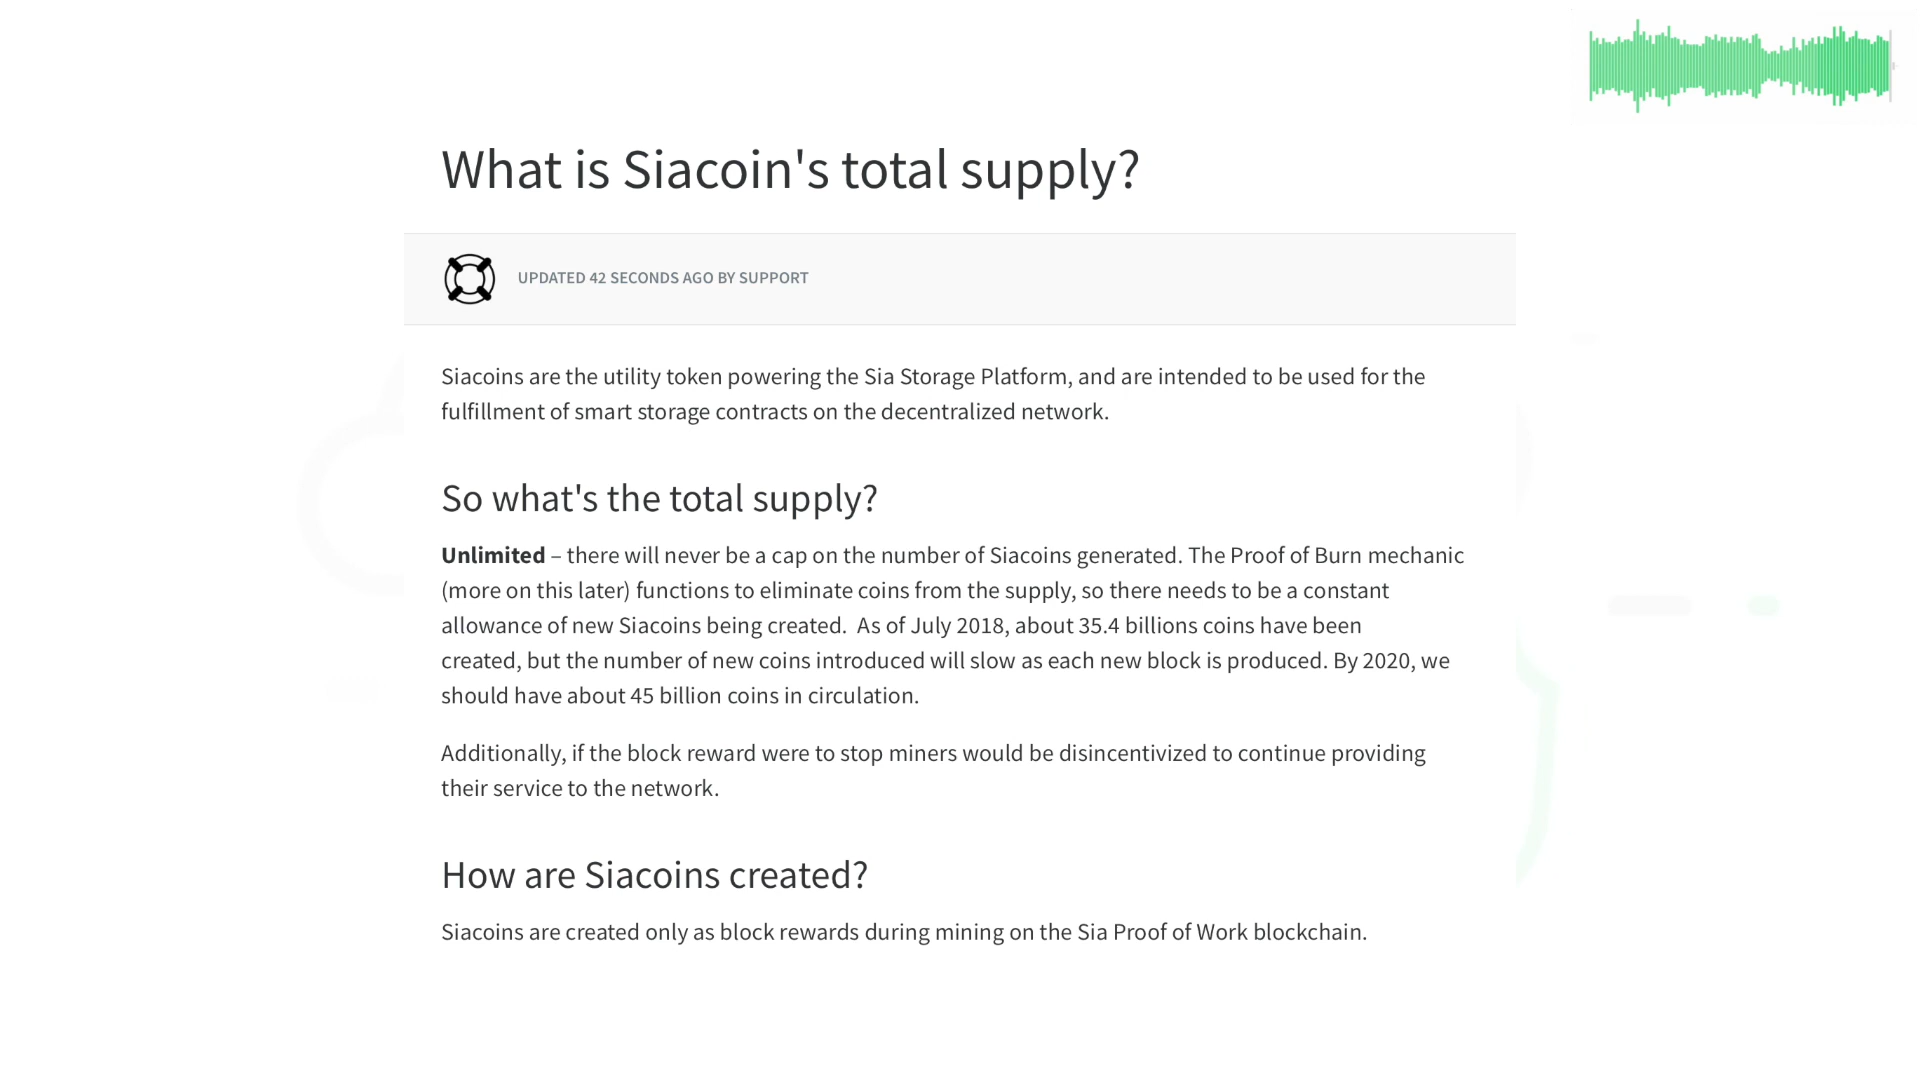 What is Siacoin's total supply?
UPDATED 42 SECONDS AGO BY SUPPORT
Siacoins are the utility token powering the Sia Storage Platform, and are intended to be used for the
fulfillment of smart storage contracts on the decentralized network.
So what's the total supply?
Unlimited – there will never be a cap on the number of Siacoins generated. The Proof of Burn mechanic
(more on this later) functions to eliminate coins from the supply, so there needs to be a constant
allowance of new Siacoins being created.  As of July 2018, about 35.4 billions coins have been
created, but the number of new coins introduced will slow as each new block is produced. By 2020, we
should have about 45 billion coins in circulation.
Additionally, if the block reward were to stop miners would be disincentivized to continue providing
their service to the network.
How are Siacoins created?
Siacoins are created only as block rewards during mining on the Sia Proof of Work blockchain.